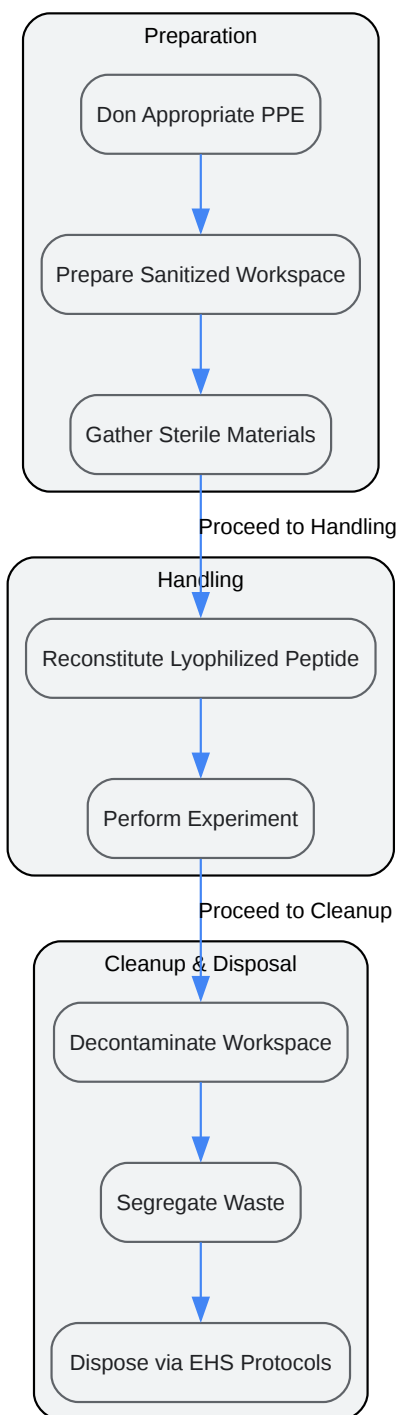 Preparation
Don Appropriate PPE
Prepare Sanitized Workspace
Gather Sterile Materials
Proceed to Handling
Handling
Reconstitute Lyophilized Peptide
Perform Experiment
Proceed to Cleanup
Cleanup & Disposal
Decontaminate Workspace
Segregate Waste
Dispose via EHS Protocols